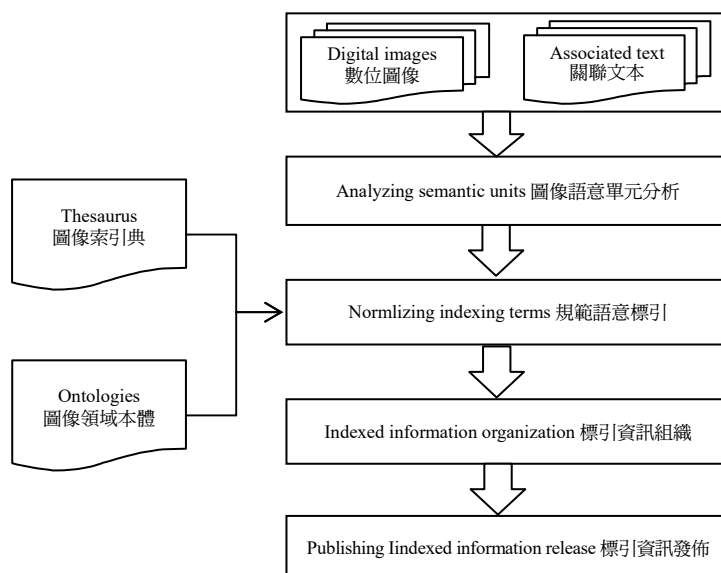 Digital images
數位圖像
Associated text
關聯文本
Analyzing semantic units 圖像語意單元分析
Thesaurus
圖像索引典
Normlizing indexing terms 規範語意標引
Ontologies
圖像領域本體
Indexed information organization 標引資訊組織
Publishing Iindexed information release 標引資訊發佈